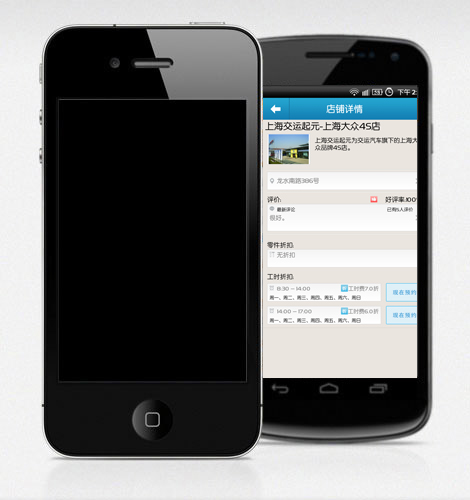 下午 2:
店铺详情
上海交运起元-上海大众4S店
上海交运起元为交运汽车旗下的上海大
众品牌4S店。
龙水南路386号
评价: 好评率:100
最新评论 已有5人评价
很好。
零件折扣:
无折扣
工时折扣:
8:30 -- 14:00 工时费7.0折
周一、周二、周三、周四、周五、周六、周日
现在预约
14:00 -- 17:00 工时费6.0折
周一、周二、周三、周四、周五、周六、周日
现在预约